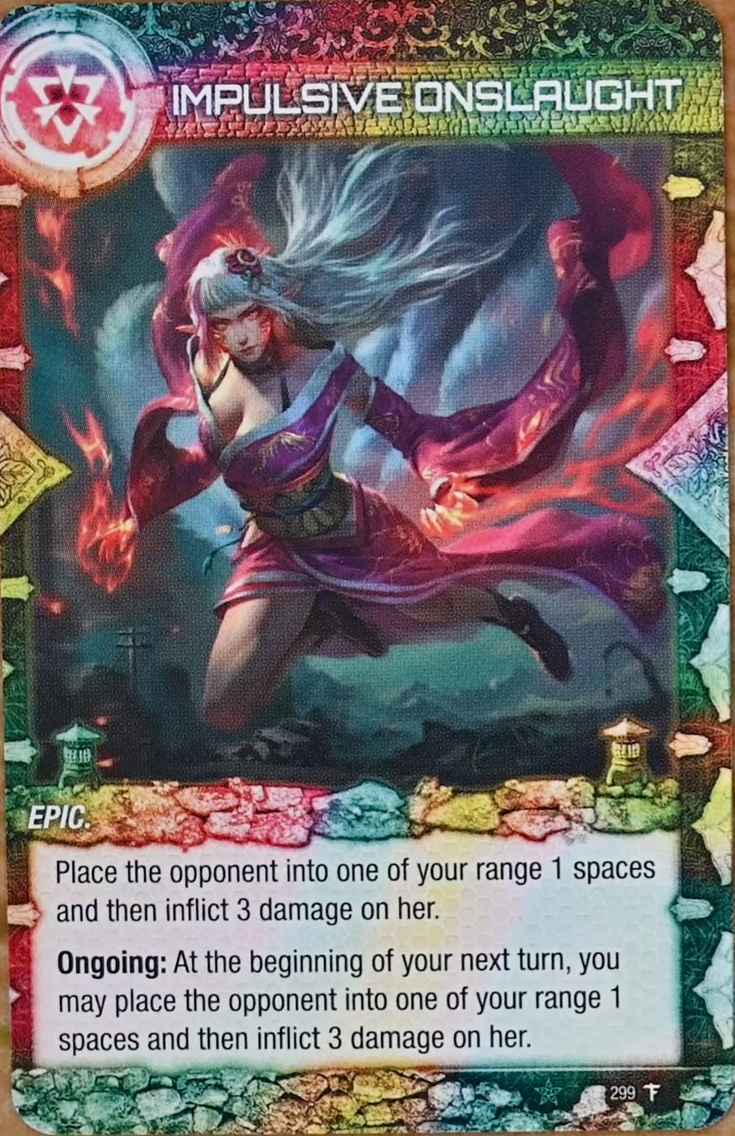 IMPULSIVE ONSLAUGHT
EPIC.
Place the opponent into one of your range 1 spaces
and then inflict 3 damage on her.
Ongoing: At the beginning of your next turn, you
may place the opponent into one of your range 1
spaces and then inflict 3 damage on her.
299